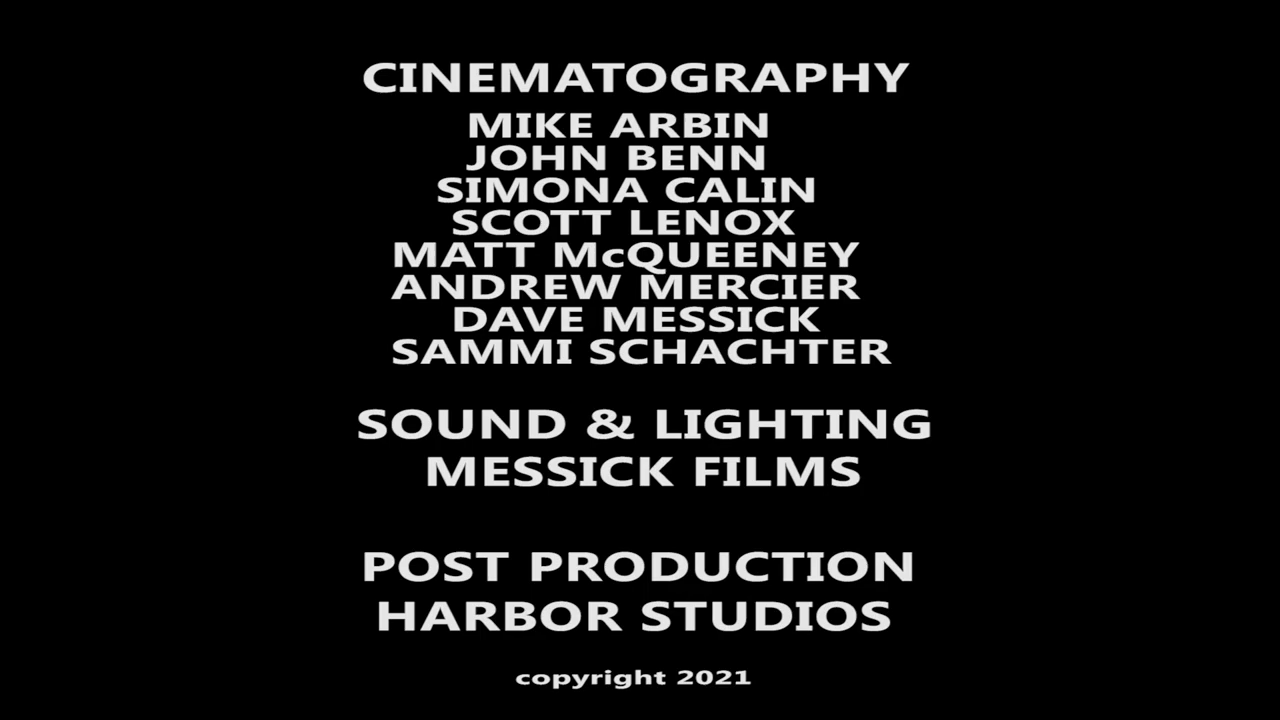 CINEMATOGRAPHY
MIKE ARBIN
JOHN BENN
SIMONA CALIN
SCOTT LENOX
MATT McQUEENEY
ANDREW MERCIER
DAVE MESSICK
SAMMI SCHACHTER
SOUND & LIGHTING
MESSICK FILMS
POST PRODUCTION
HARBOR STUDIOS
copyright 2021